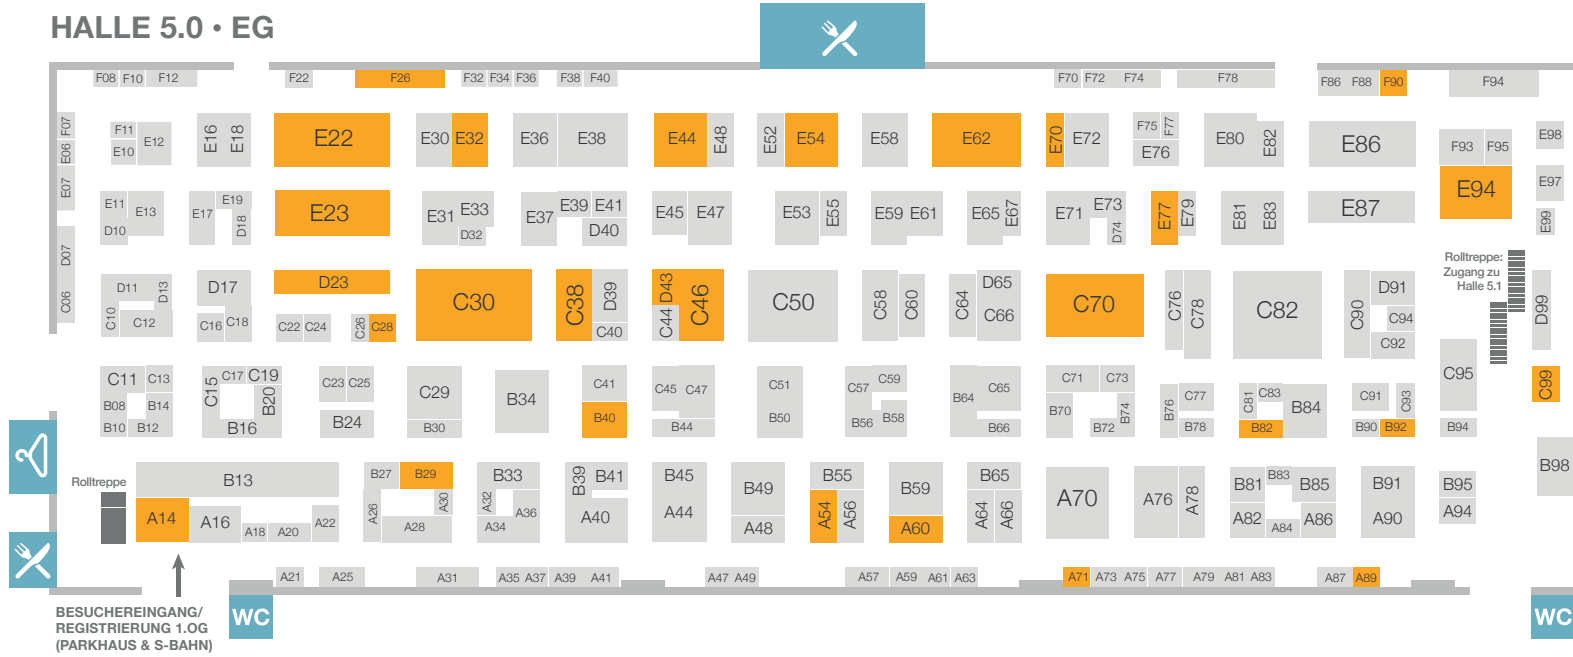 HALLE 5.0 • EG
F08 F10 F12 F22 F26 F32 F34 F36 F38 F40 F70 F72 F74 F78 F86 F88 F90 F94
F07 F11 E12 E16 E18 E22 E30 E32 E36 E38 E44 E48 E52 E54 E58 E62 E70 E72 F75 F77 E80 E82 E86 F93 F95 E98
E06 E10 E76
E07 E11 E13 E17 E19 E23 E31 E33 E37 E39 E41 E45 E47 E53 E55 E59 E61 E65 E67 E71 E73 E77 E79 E81 E83 E87 E94 E97
D10 D18 D32 D40 D74 E99
D07 Rolltreppe:
Zugang zu
Halle 5.1
D11 D13 D17 D23 C30 C38 D39 D43 C46 C50 C58 C60 C64 D65 C70 C76 C78 C82 C90 D91 D99
C06 C10 C12 C16 C18 C22 C24 C26 C28 C40 C44 C66 C94
C92
C11 C13 C15 C17 C19 C23 C25 C29 B34 C41 C45 C47 C51 C57 C59 C65 C71 C73 C77 C81 C83 C91 C93 C95 C99
B08 B14 B20 B24 B40 B50 B56 B58 B64 B70 B74 B76 B84
B10 B12 B16 B30 B44 B66 B72 B78 B82 B90 B92 B94
Rolltreppe B13 B27 B29 B33 B39 B41 B45 B49 B55 B59 B65 A70 A76 A78 B81 B83 B85 B91 B95 B98
A14 A16 A18 A20 A22 A26 A28 A30 A32 A34 A36 A40 A44 A48 A54 A56 A60 A64 A66 A82 A84 A86 A90 A94
A21 A25 A31 A35 A37 A39 A41 A47 A49 A57 A59 A61 A63 A71 A73 A75 A77 A79 A81 A83 A87 A89
BESUCHEREINGANG/
REGISTRIERUNG 1.OG
(PARKHAUS & S-BAHN)
WC WC